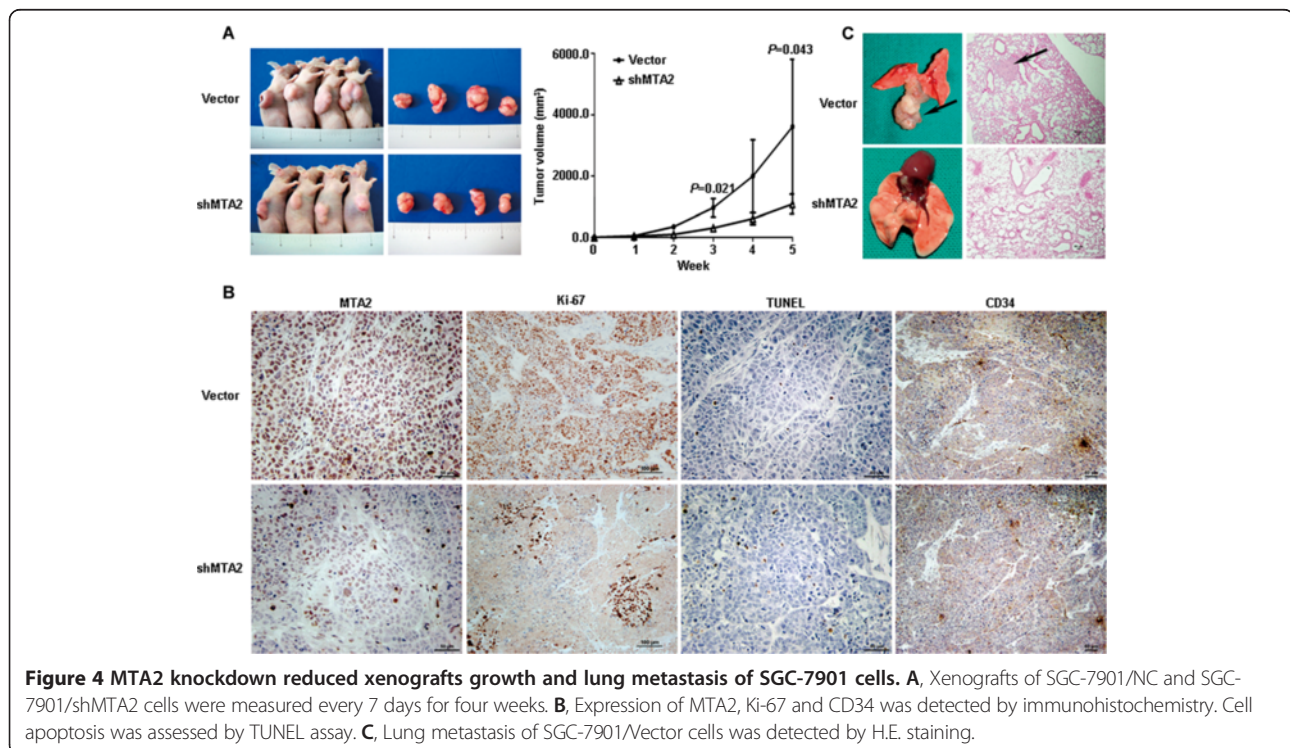 A
Vector
shMTA2
6000.0
4000.0
2000.0
0.0
Tumor volume (mm³)
Vector
shMTA2
P=0.021
P=0.043
0 1 2 3 4 5
Week
C
Vector
shMTA2
B
MTA2 Ki-67 TUNEL CD34
Vector
shMTA2
Figure 4 MTA2 knockdown reduced xenografts growth and lung metastasis of SGC-7901 cells. A, Xenografts of SGC-7901/NC and SGC-
7901/shMTA2 cells were measured every 7 days for four weeks. B, Expression of MTA2, Ki-67 and CD34 was detected by immunohistochemistry. Cell
apoptosis was assessed by TUNEL assay. C, Lung metastasis of SGC-7901/Vector cells was detected by H.E. staining.